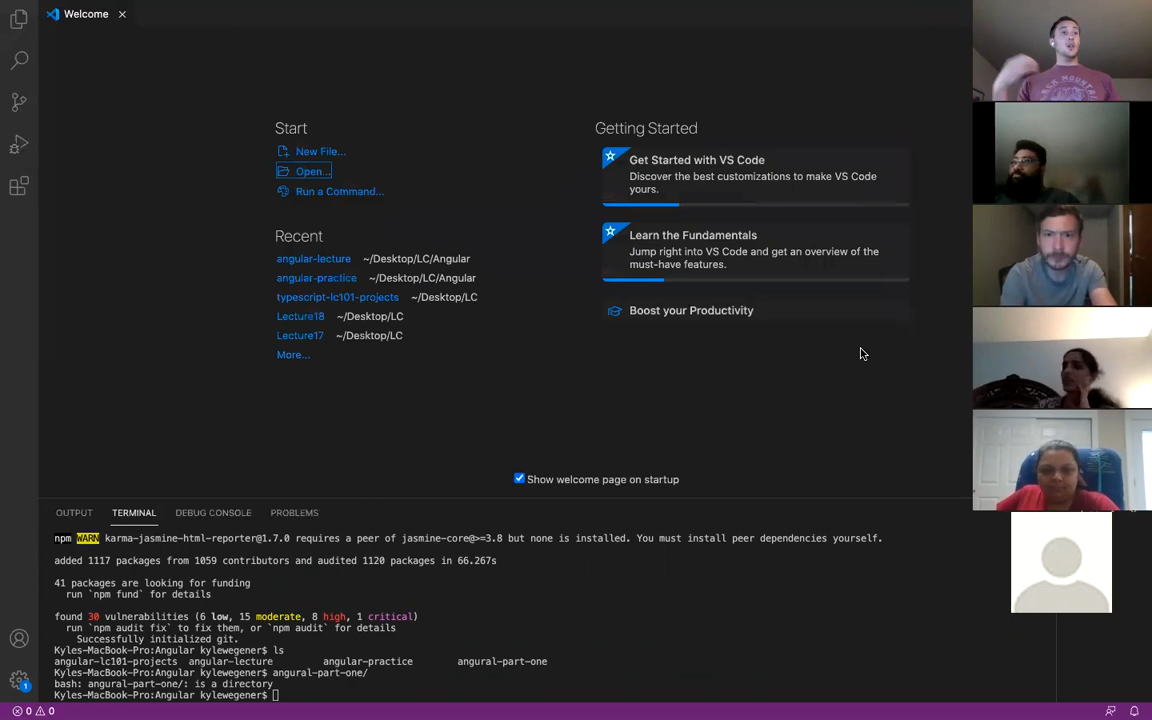 Welcome
Start
New File...
Open...
Run a Command...
Recent
angular-lecture ~/Desktop/LC/Angular
angular-practice ~/Desktop/LC/Angular
typescript-lc101-projects ~/Desktop/LC
Lecture18 ~/Desktop/LC
Lecture17 ~/Desktop/LC
More...
Getting Started
Get Started with VS Code
Discover the best customizations to make VS Code
yours.
Learn the Fundamentals
Jump right into VS Code and get an overview of the
must-have features.
Boost your Productivity
Show welcome page on startup
OUTPUT TERMINAL DEBUG CONSOLE PROBLEMS
npm WARN karma-jasmine-html-reporter@1.7.0 requires a peer of jasmine-core@>=3.8 but none is installed. You must install peer dependencies yourself.
added 1117 packages from 1059 contributors and audited 1120 packages in 66.267s
41 packages are looking for funding
run `npm fund` for details
found 30 vulnerabilities (6 low, 15 moderate, 8 high, 1 critical)
run `npm audit fix` to fix them, or `npm audit` for details
Successfully initialized git.
Kyles-MacBook-Pro:Angular kylewegener$ ls
angular-lc101-projects angular-lecture angular-practice angural-part-one
Kyles-MacBook-Pro:Angular kylewegener$ angural-part-one/
bash: angural-part-one/: is a directory
Kyles-MacBook-Pro:Angular kylewegener$
1
0 0